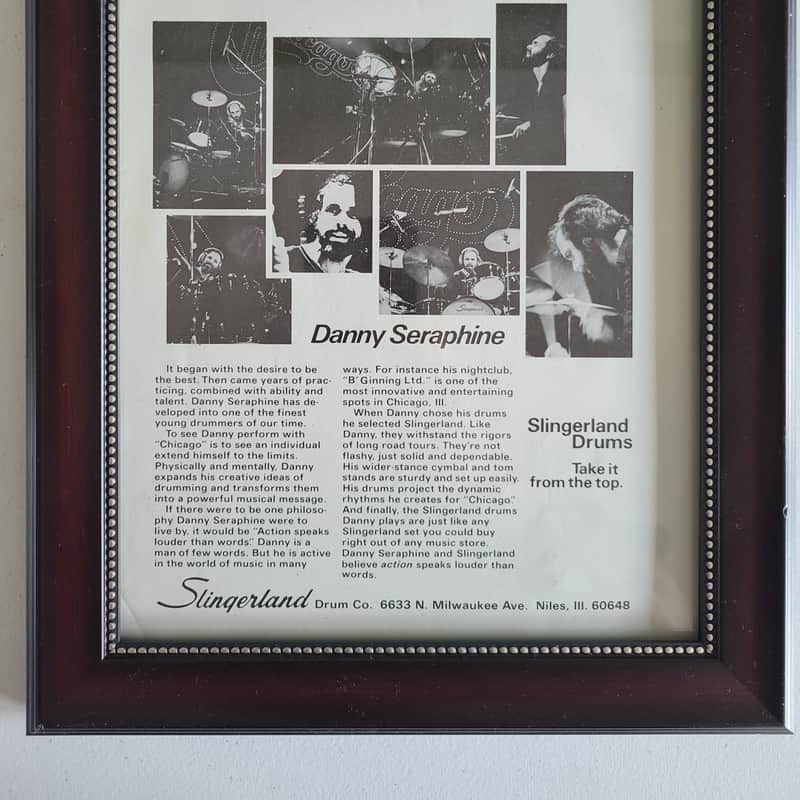 Chicago
cago
Slingerland
Danny Seraphine
It began with the desire to be
the best. Then came years of prac-
ticing, combined with ability and
talent. Danny Seraphine has de-
veloped into one of the finest
young drummers of our time.
To see Danny perform with
"Chicago" is to see an individual
extend himself to the limits.
Physically and mentally, Danny
expands his creative ideas of
drumming and transforms them
into a powerful musical message.
If there were to be one philoso-
phy Danny Seraphine were to
live by, it would be "Action speaks
louder than words." Danny is a
man of few words. But he is active
in the world of music in many
ways. For instance his nightclub,
"B'Ginning Ltd." is one of the
most innovative and entertaining
spots in Chicago, Ill.
When Danny chose his drums
he selected Slingerland. Like
Danny, they withstand the rigors
of long road tours. They're not
flashy, just solid and dependable.
His wider-stance cymbal and tom
stands are sturdy and set up easily.
His drums project the dynamic
rhythms he creates for "Chicago."
And finally, the Slingerland drums
Danny plays are just like any
Slingerland set you could buy
right out of any music store.
Danny Seraphine and Slingerland
believe action speaks louder than
words.
Slingerland
Drums
Take it
from the top.
Slingerland Drum Co. 6633 N. Milwaukee Ave. Niles, Ill. 60648